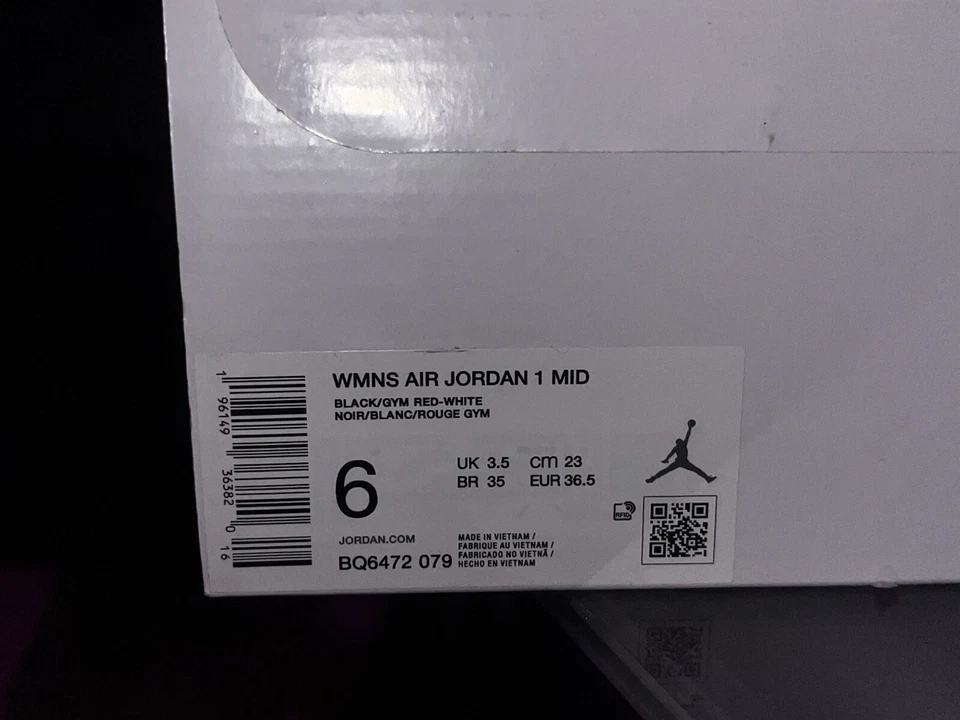 WMNS AIR JORDAN 1 MID
BLACK/GYM RED-WHITE
NOIR/BLANC/ROUGE GYM
6
UK 3.5 cm 23
BR 35 EUR 36.5
RFID
JORDAN.COM
BQ6472 079
MADE IN VIETNAM /
FABRIQUE AU VIETNAM /
FABRICADO NO VIETNÃ /
HECHO EN VIETNAM
1 96149 36382 0 16